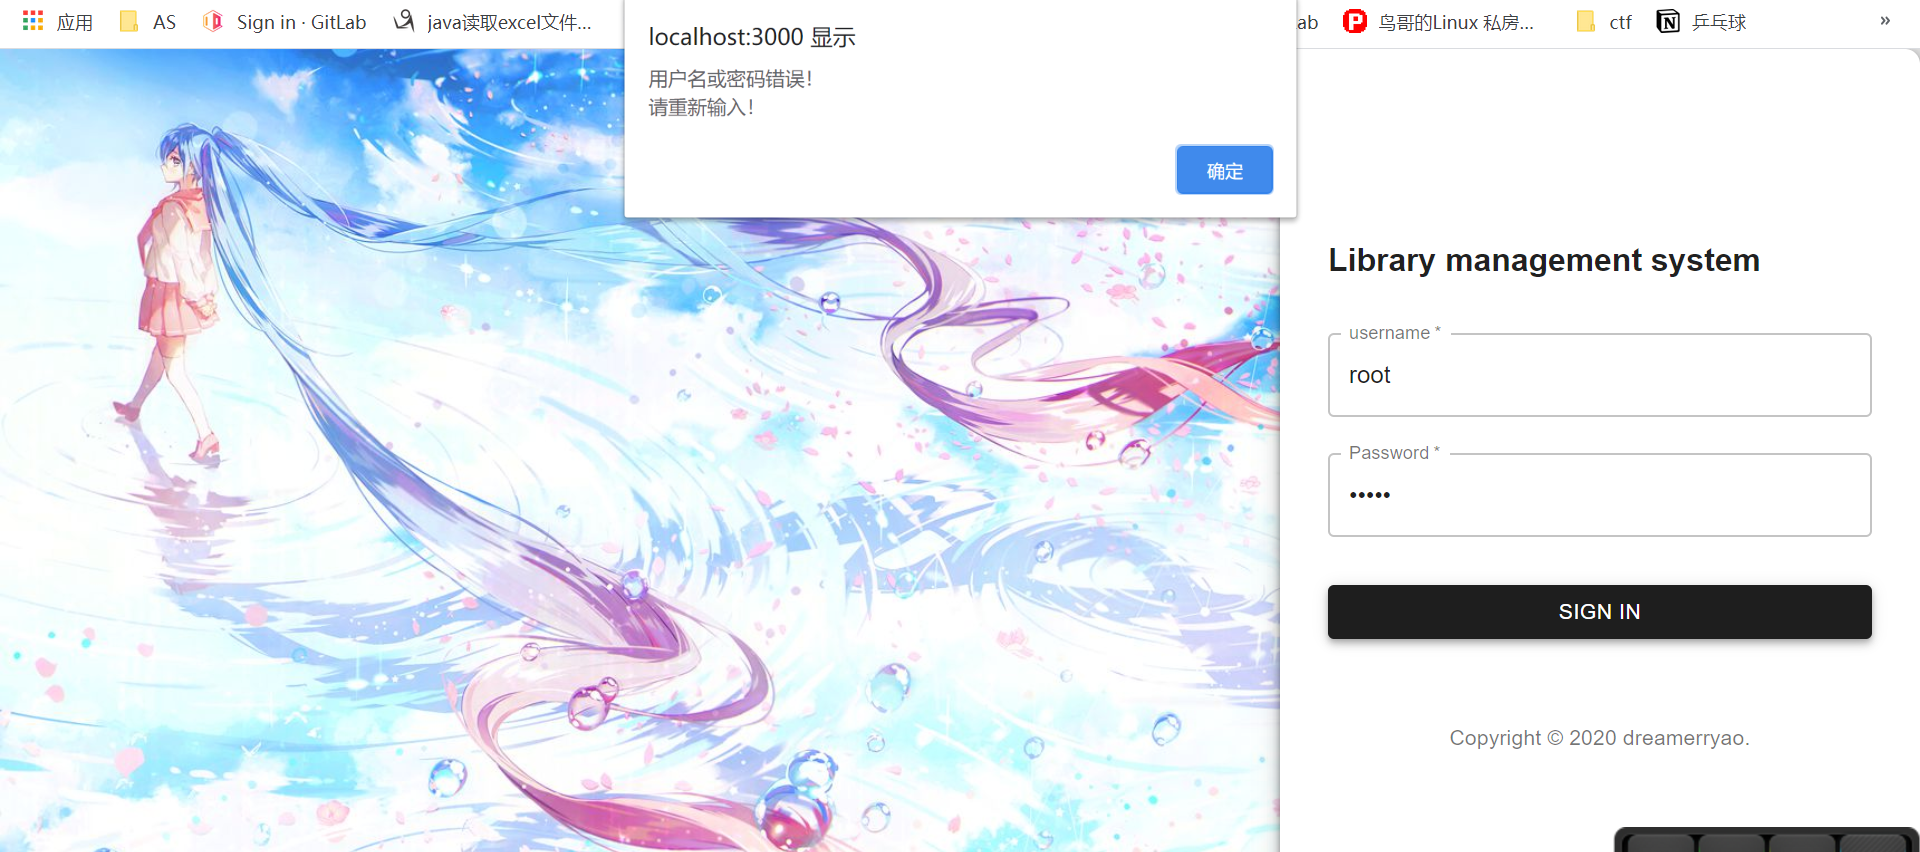 应用
AS
Sign in · GitLab
java读取excel文件...
ab
鸟哥的Linux 私房...
ctf
乒乓球
»
localhost:3000 显示
用户名或密码错误！
请重新输入！
确定
Library management system
username *
root
Password *
•••••
SIGN IN
Copyright © 2020 dreamerryao.